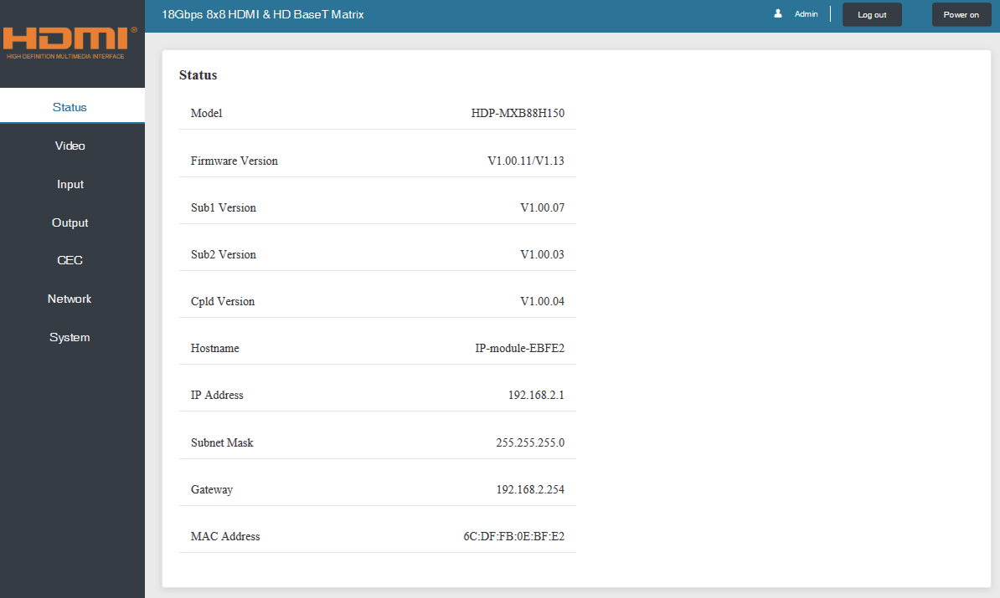 HDMI®
HIGH-DEFINITION MULTIMEDIA INTERFACE
18Gbps 8x8 HDMI & HD BaseT Matrix
Admin
Log out
Power on
Status
Video
Input
Output
CEC
Network
System
Status
Model HDP-MXB88H150
Firmware Version V1.00.11/V1.13
Sub1 Version V1.00.07
Sub2 Version V1.00.03
Cpld Version V1.00.04
Hostname IP-module-EBFE2
IP Address 192.168.2.1
Subnet Mask 255.255.255.0
Gateway 192.168.2.254
MAC Address 6C:DF:FB:0E:BF:E2